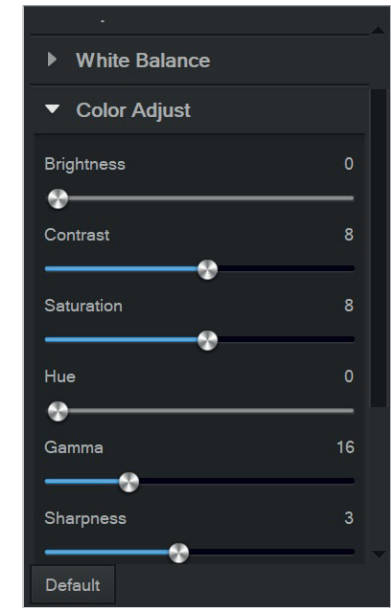 White Balance
Color Adjust
Brightness 0
Contrast 8
Saturation 8
Hue 0
Gamma 16
Sharpness 3
Default